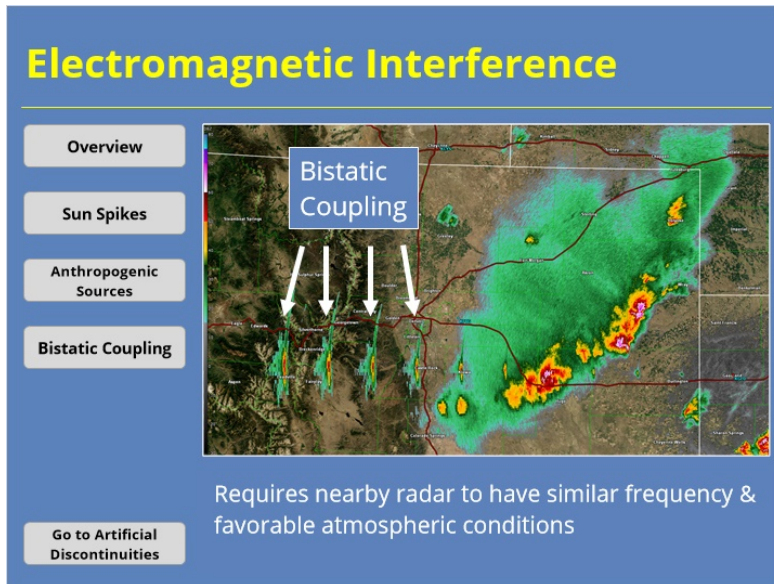 Electromagnetic Interference
Overview
Sun Spikes
Anthropogenic
Sources
Bistatic Coupling
Go to Artificial
Discontinuities
Bistatic
Coupling
Requires nearby radar to have similar frequency &
favorable atmospheric conditions